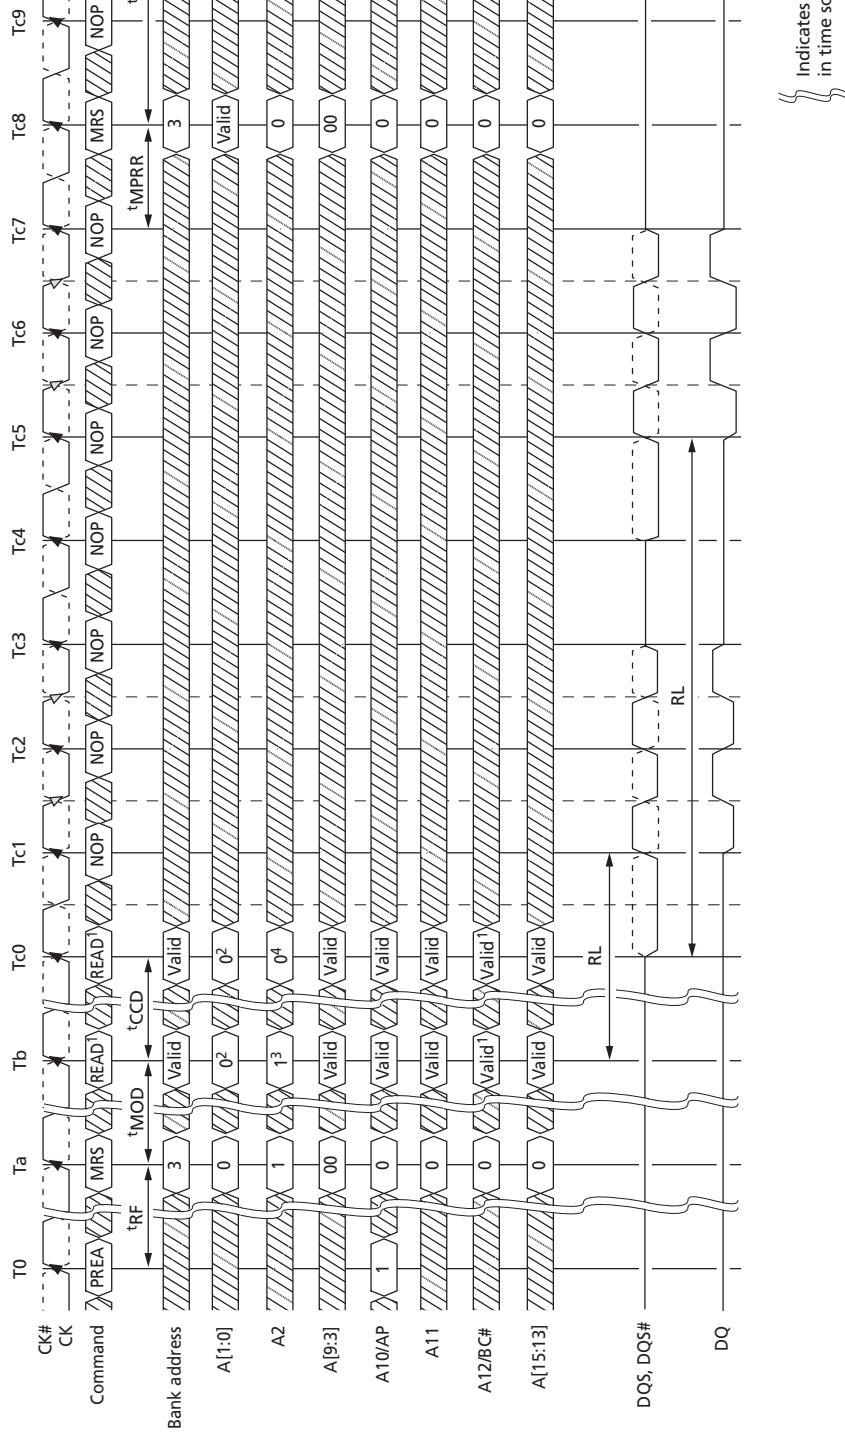 T0 Ta Tb Tc0 Tc1 Tc2 Tc3 Tc4 Tc5 Tc6 Tc7 Tc8 Tc9
CK#
CK
Command PREA MRS READ1 READ1 NOP NOP NOP NOP NOP NOP NOP MRS NOP
tRF tMOD tCCD tMPRR t
Bank address 3 Valid Valid 3
A[1:0] 0 02 02 Valid
A2 1 13 04 0
A[9:3] 00 Valid Valid 00
A10/AP 1 0 Valid Valid 0
A11 0 Valid Valid 0
A12/BC# 0 Valid1 Valid1 0
A[15:13] 0 Valid Valid 0
RL
DQS, DQS#
RL
DQ
Indicates
in time sc